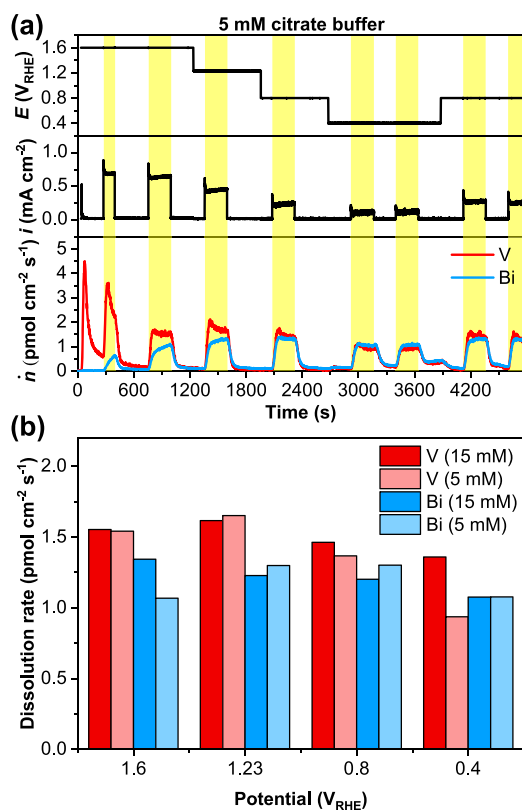 (a)
5 mM citrate buffer
E (V_RHE)
1.6
1.2
0.8
0.4
i (mA cm⁻²)
1.0
0.5
0.0
ṅ (pmol cm⁻² s⁻¹)
5
4
3
2
1
0
V
Bi
0 600 1200 1800 2400 3000 3600 4200
Time (s)
(b)
Dissolution rate (pmol cm⁻² s⁻¹)
2.0
1.5
1.0
0.5
0.0
V (15 mM)
V (5 mM)
Bi (15 mM)
Bi (5 mM)
1.6 1.23 0.8 0.4
Potential (V_RHE)